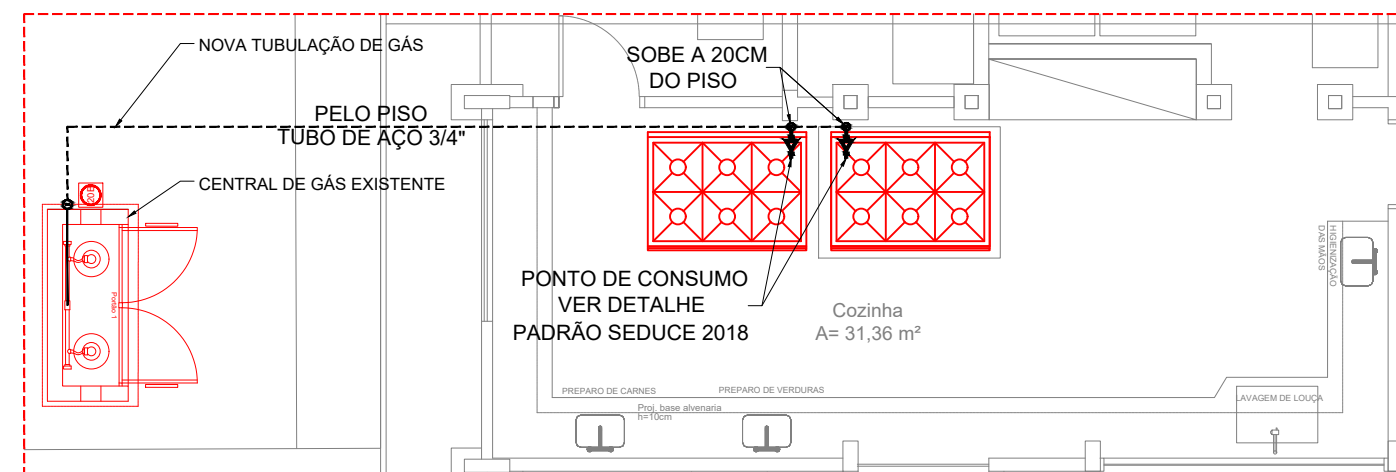 NOVA TUBULAÇÃO DE GÁS
SOBE A 20CM
DO PISO
PELO PISO
TUBO DE AÇO 3/4"
CENTRAL DE GÁS EXISTENTE
Portão 1
PONTO DE CONSUMO
VER DETALHE
PADRÃO SEDUCE 2018
Cozinha
A= 31,36 m²
HIGIENIZAÇÃO
DAS MÃOS
PREPARO DE CARNES
PREPARO DE VERDURAS
Proj. base alvenaria
h=10cm
LAVAGEM DE LOUÇA